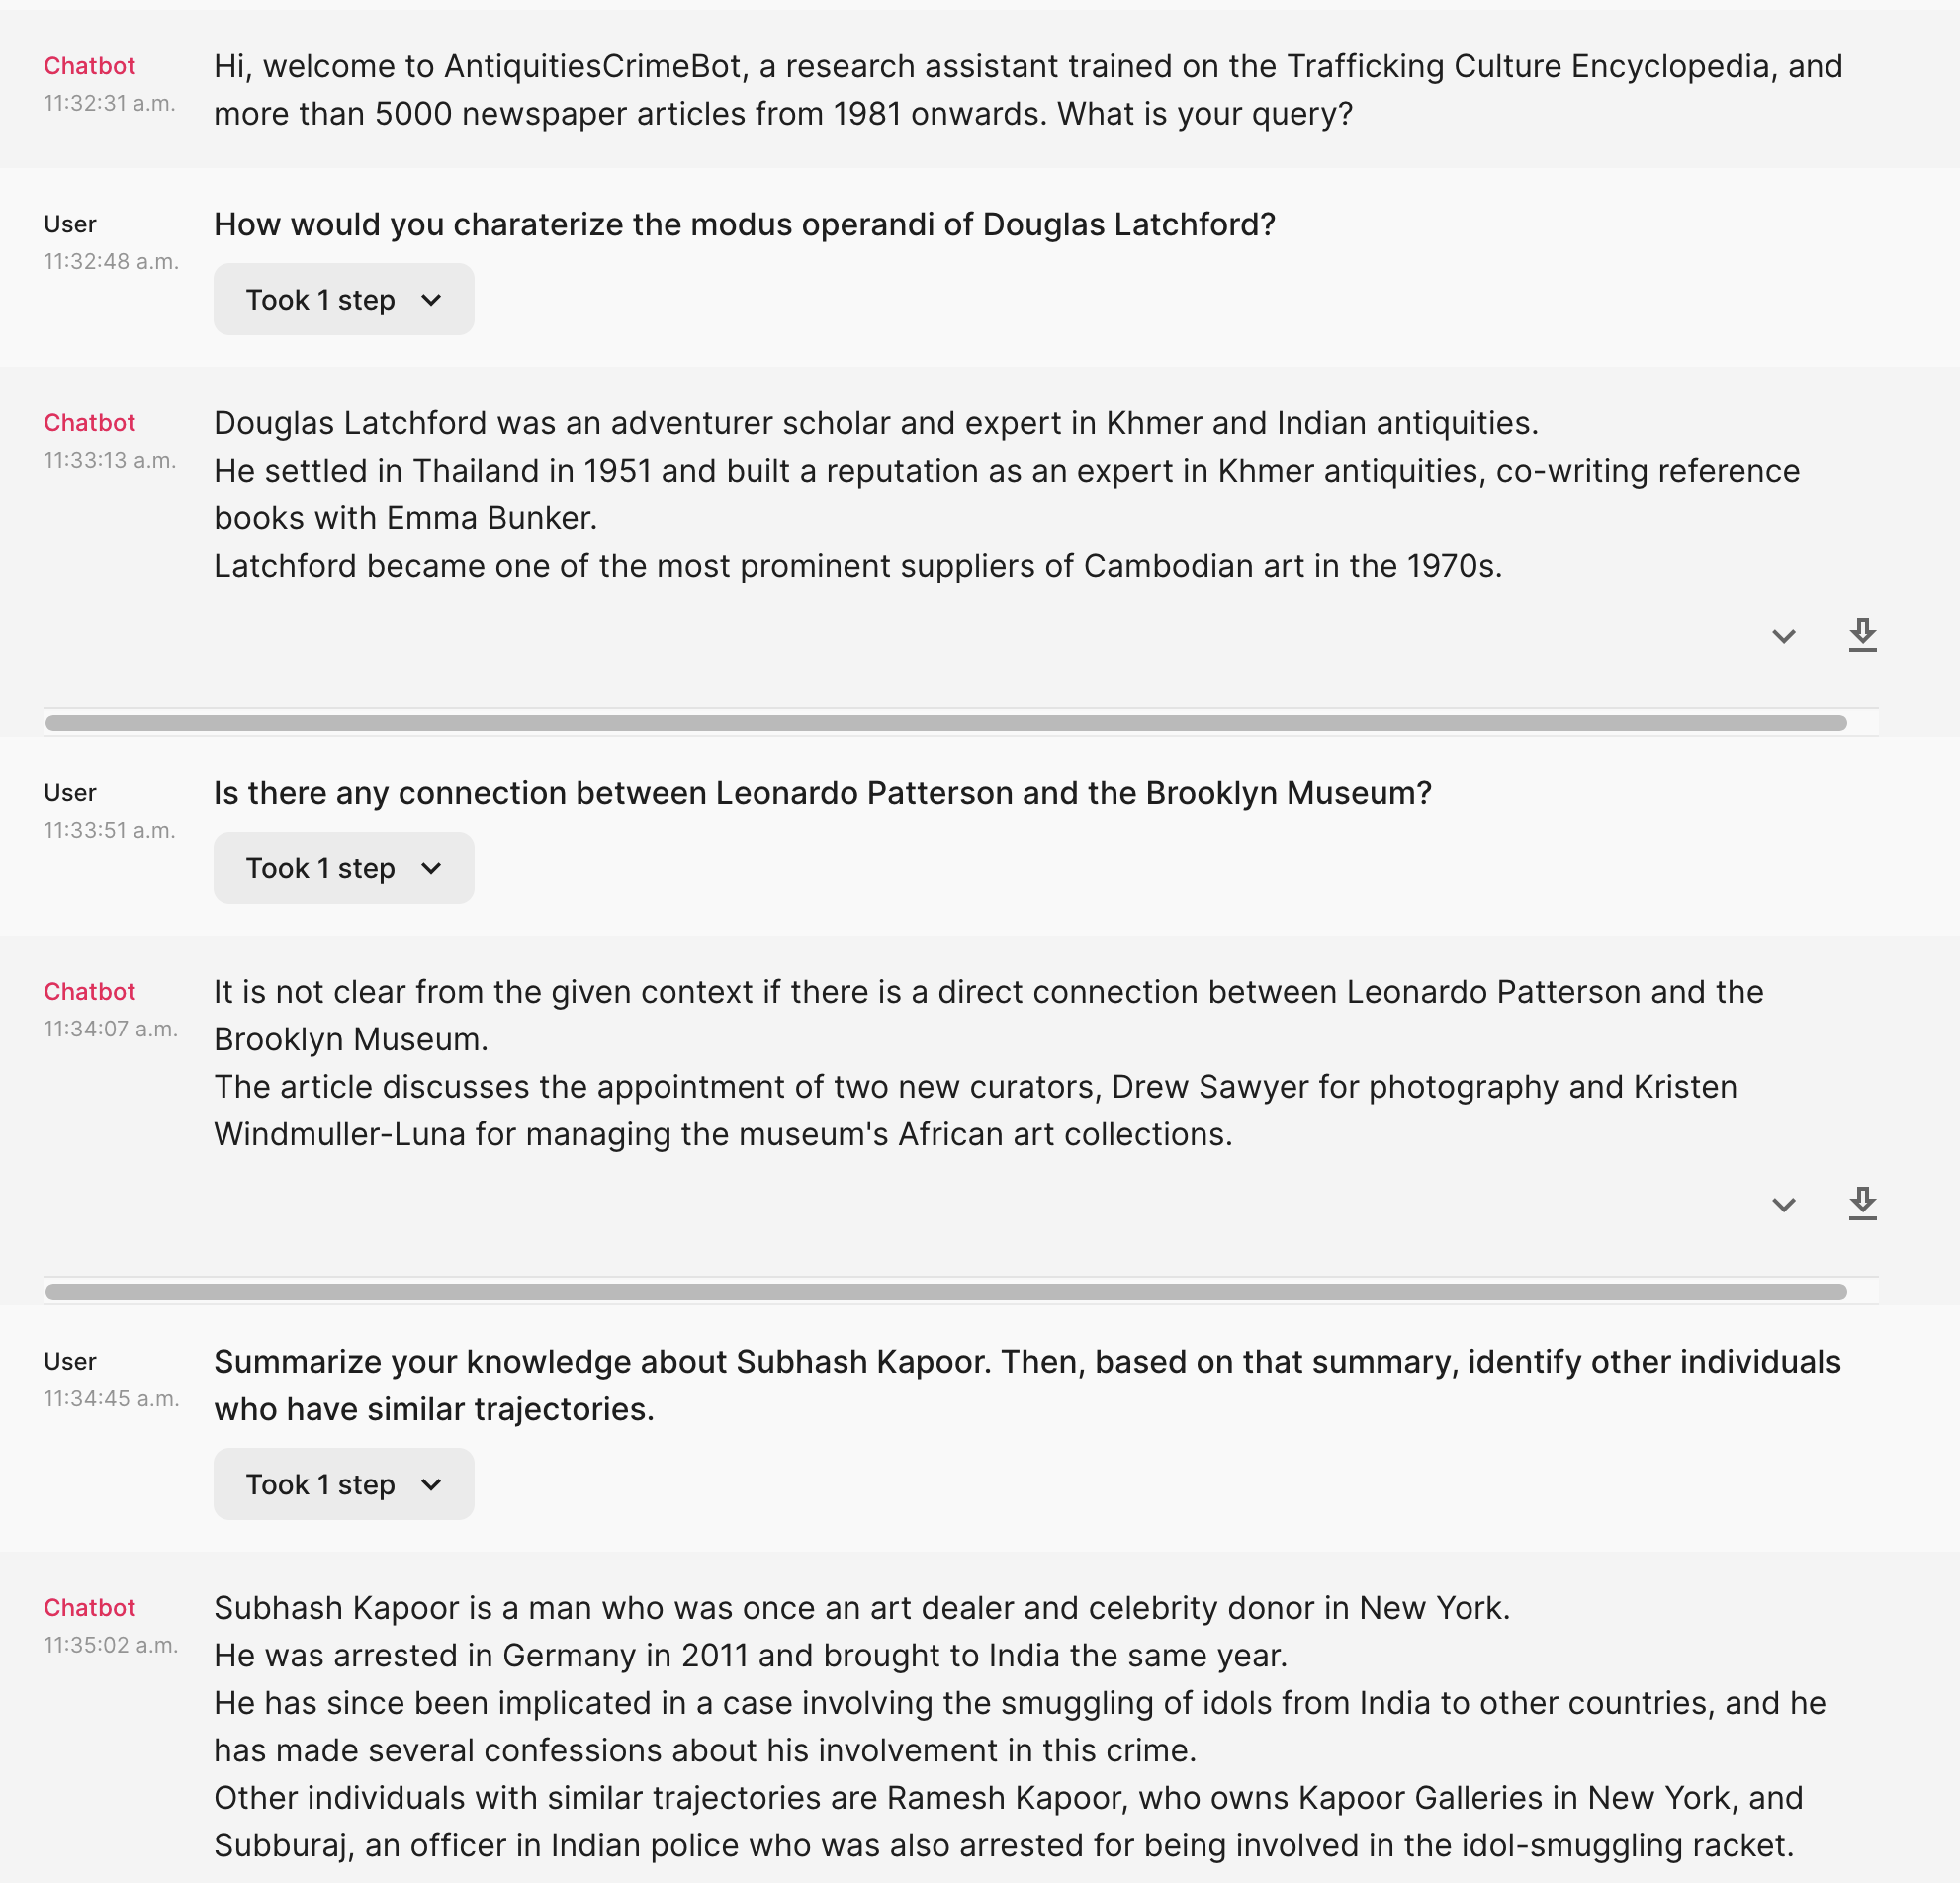 Chatbot
11:32:31 a.m.
Hi, welcome to AntiquitiesCrimeBot, a research assistant trained on the Trafficking Culture Encyclopedia, and
more than 5000 newspaper articles from 1981 onwards. What is your query?
User
11:32:48 a.m.
How would you charaterize the modus operandi of Douglas Latchford?
Took 1 step
Chatbot
11:33:13 a.m.
Douglas Latchford was an adventurer scholar and expert in Khmer and Indian antiquities.
He settled in Thailand in 1951 and built a reputation as an expert in Khmer antiquities, co-writing reference
books with Emma Bunker.
Latchford became one of the most prominent suppliers of Cambodian art in the 1970s.
User
11:33:51 a.m.
Is there any connection between Leonardo Patterson and the Brooklyn Museum?
Took 1 step
Chatbot
11:34:07 a.m.
It is not clear from the given context if there is a direct connection between Leonardo Patterson and the
Brooklyn Museum.
The article discusses the appointment of two new curators, Drew Sawyer for photography and Kristen
Windmuller-Luna for managing the museum's African art collections.
User
11:34:45 a.m.
Summarize your knowledge about Subhash Kapoor. Then, based on that summary, identify other individuals
who have similar trajectories.
Took 1 step
Chatbot
11:35:02 a.m.
Subhash Kapoor is a man who was once an art dealer and celebrity donor in New York.
He was arrested in Germany in 2011 and brought to India the same year.
He has since been implicated in a case involving the smuggling of idols from India to other countries, and he
has made several confessions about his involvement in this crime.
Other individuals with similar trajectories are Ramesh Kapoor, who owns Kapoor Galleries in New York, and
Subburaj, an officer in Indian police who was also arrested for being involved in the idol-smuggling racket.